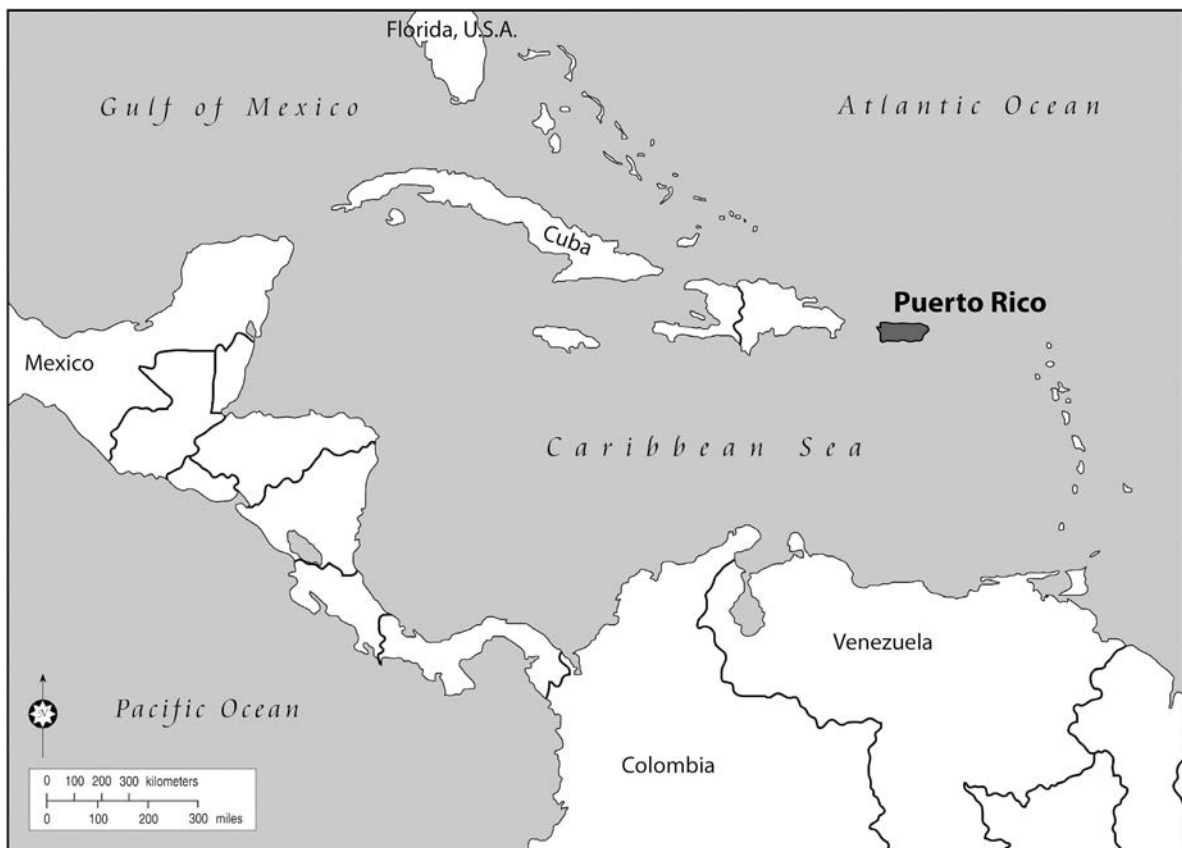 Florida, U.S.A.
Gulf of Mexico
Atlantic Ocean
Cuba
Puerto Rico
Mexico
Caribbean Sea
Venezuela
Pacific Ocean
N
Colombia
0 100 200 300 kilometers
0 100 200 300 miles